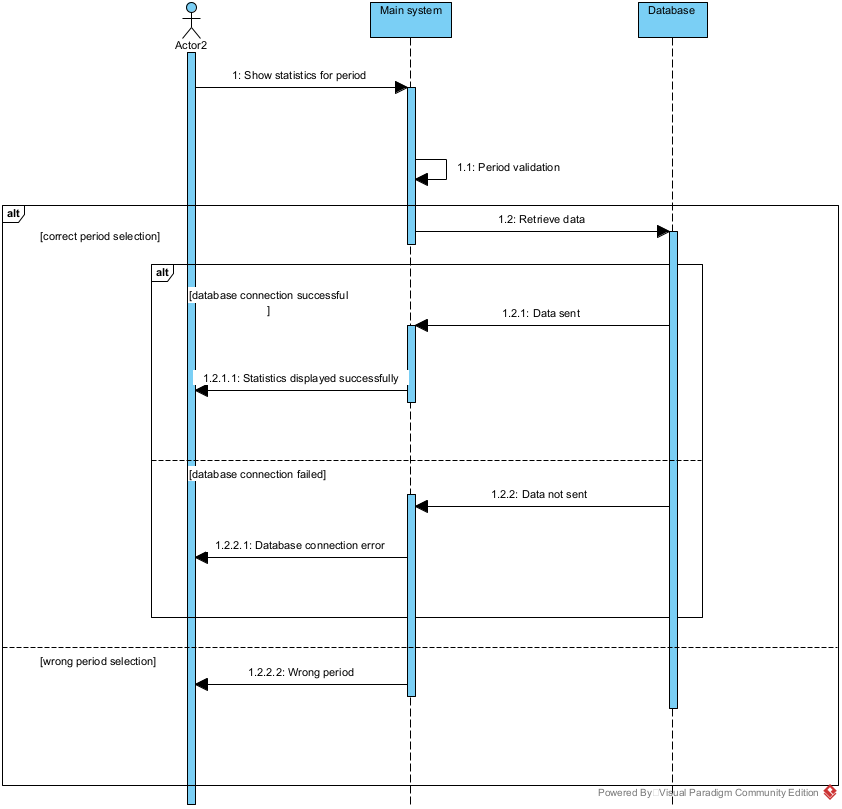 Main system
Database
Actor2
1: Show statistics for period
1.1: Period validation
alt
1.2: Retrieve data
[correct period selection]
alt
[database connection successful
]
1.2.1: Data sent
1.2.1.1: Statistics displayed successfully
[database connection failed]
1.2.2: Data not sent
1.2.2.1: Database connection error
[wrong period selection]
1.2.2.2: Wrong period
Powered By Visual Paradigm Community Edition